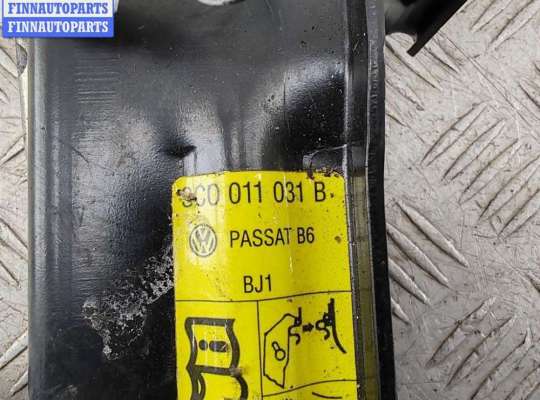 FINNAUTOPARTS
FINNAUTOPARTS
3C0 011 031 B
PASSAT B6
BJ1